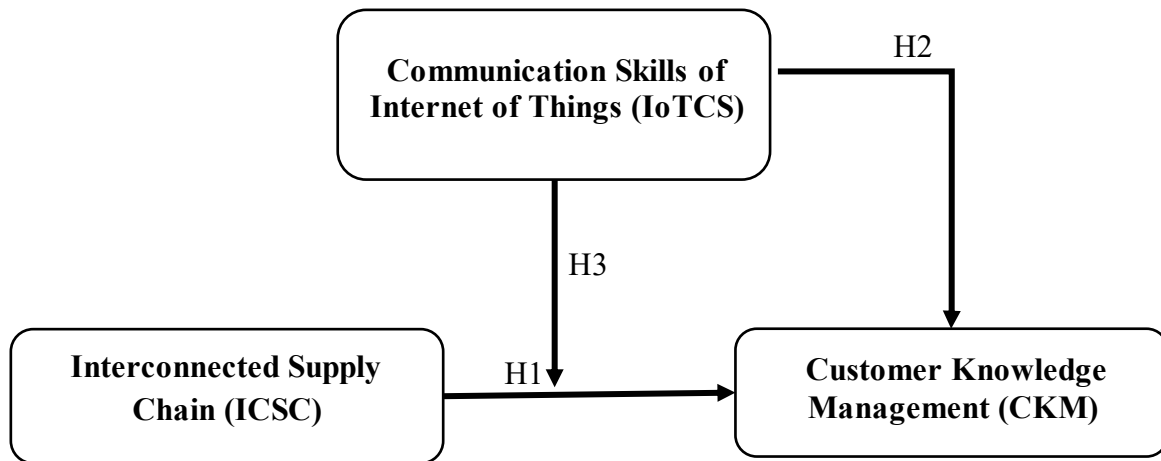 Communication Skills of
Internet of Things (IoTCS)
H2
H3
Interconnected Supply
Chain (ICSC)
H1
Customer Knowledge
Management (CKM)